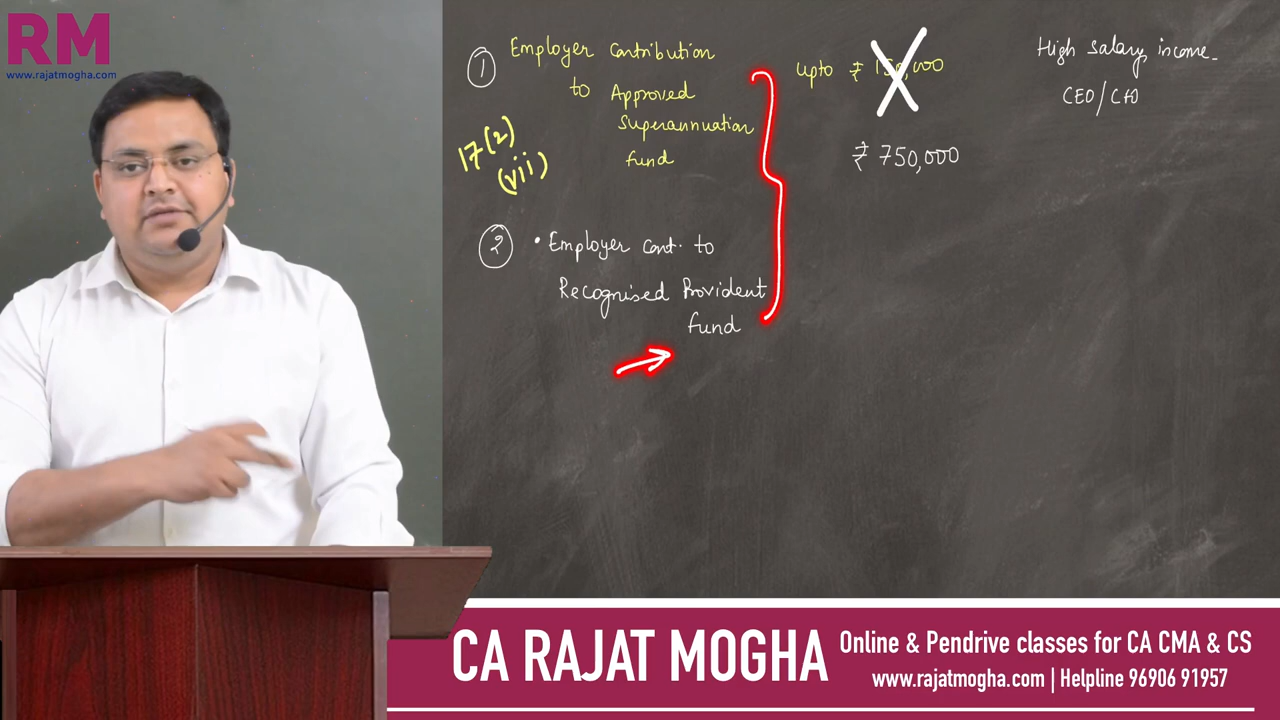 RM
www.rajatmogha.com
1 Employer Contribution
to Approved
Superannuation
fund
17(2)
(vii)
upto ₹ 150,000
₹ 750,000
High salary income
CEO/CFO
2 • Employer Cont. to
Recognised Provident
fund
CA RAJAT MOGHA
Online & Pendrive classes for CA CMA & CS
www.rajatmogha.com | Helpline 96906 91957